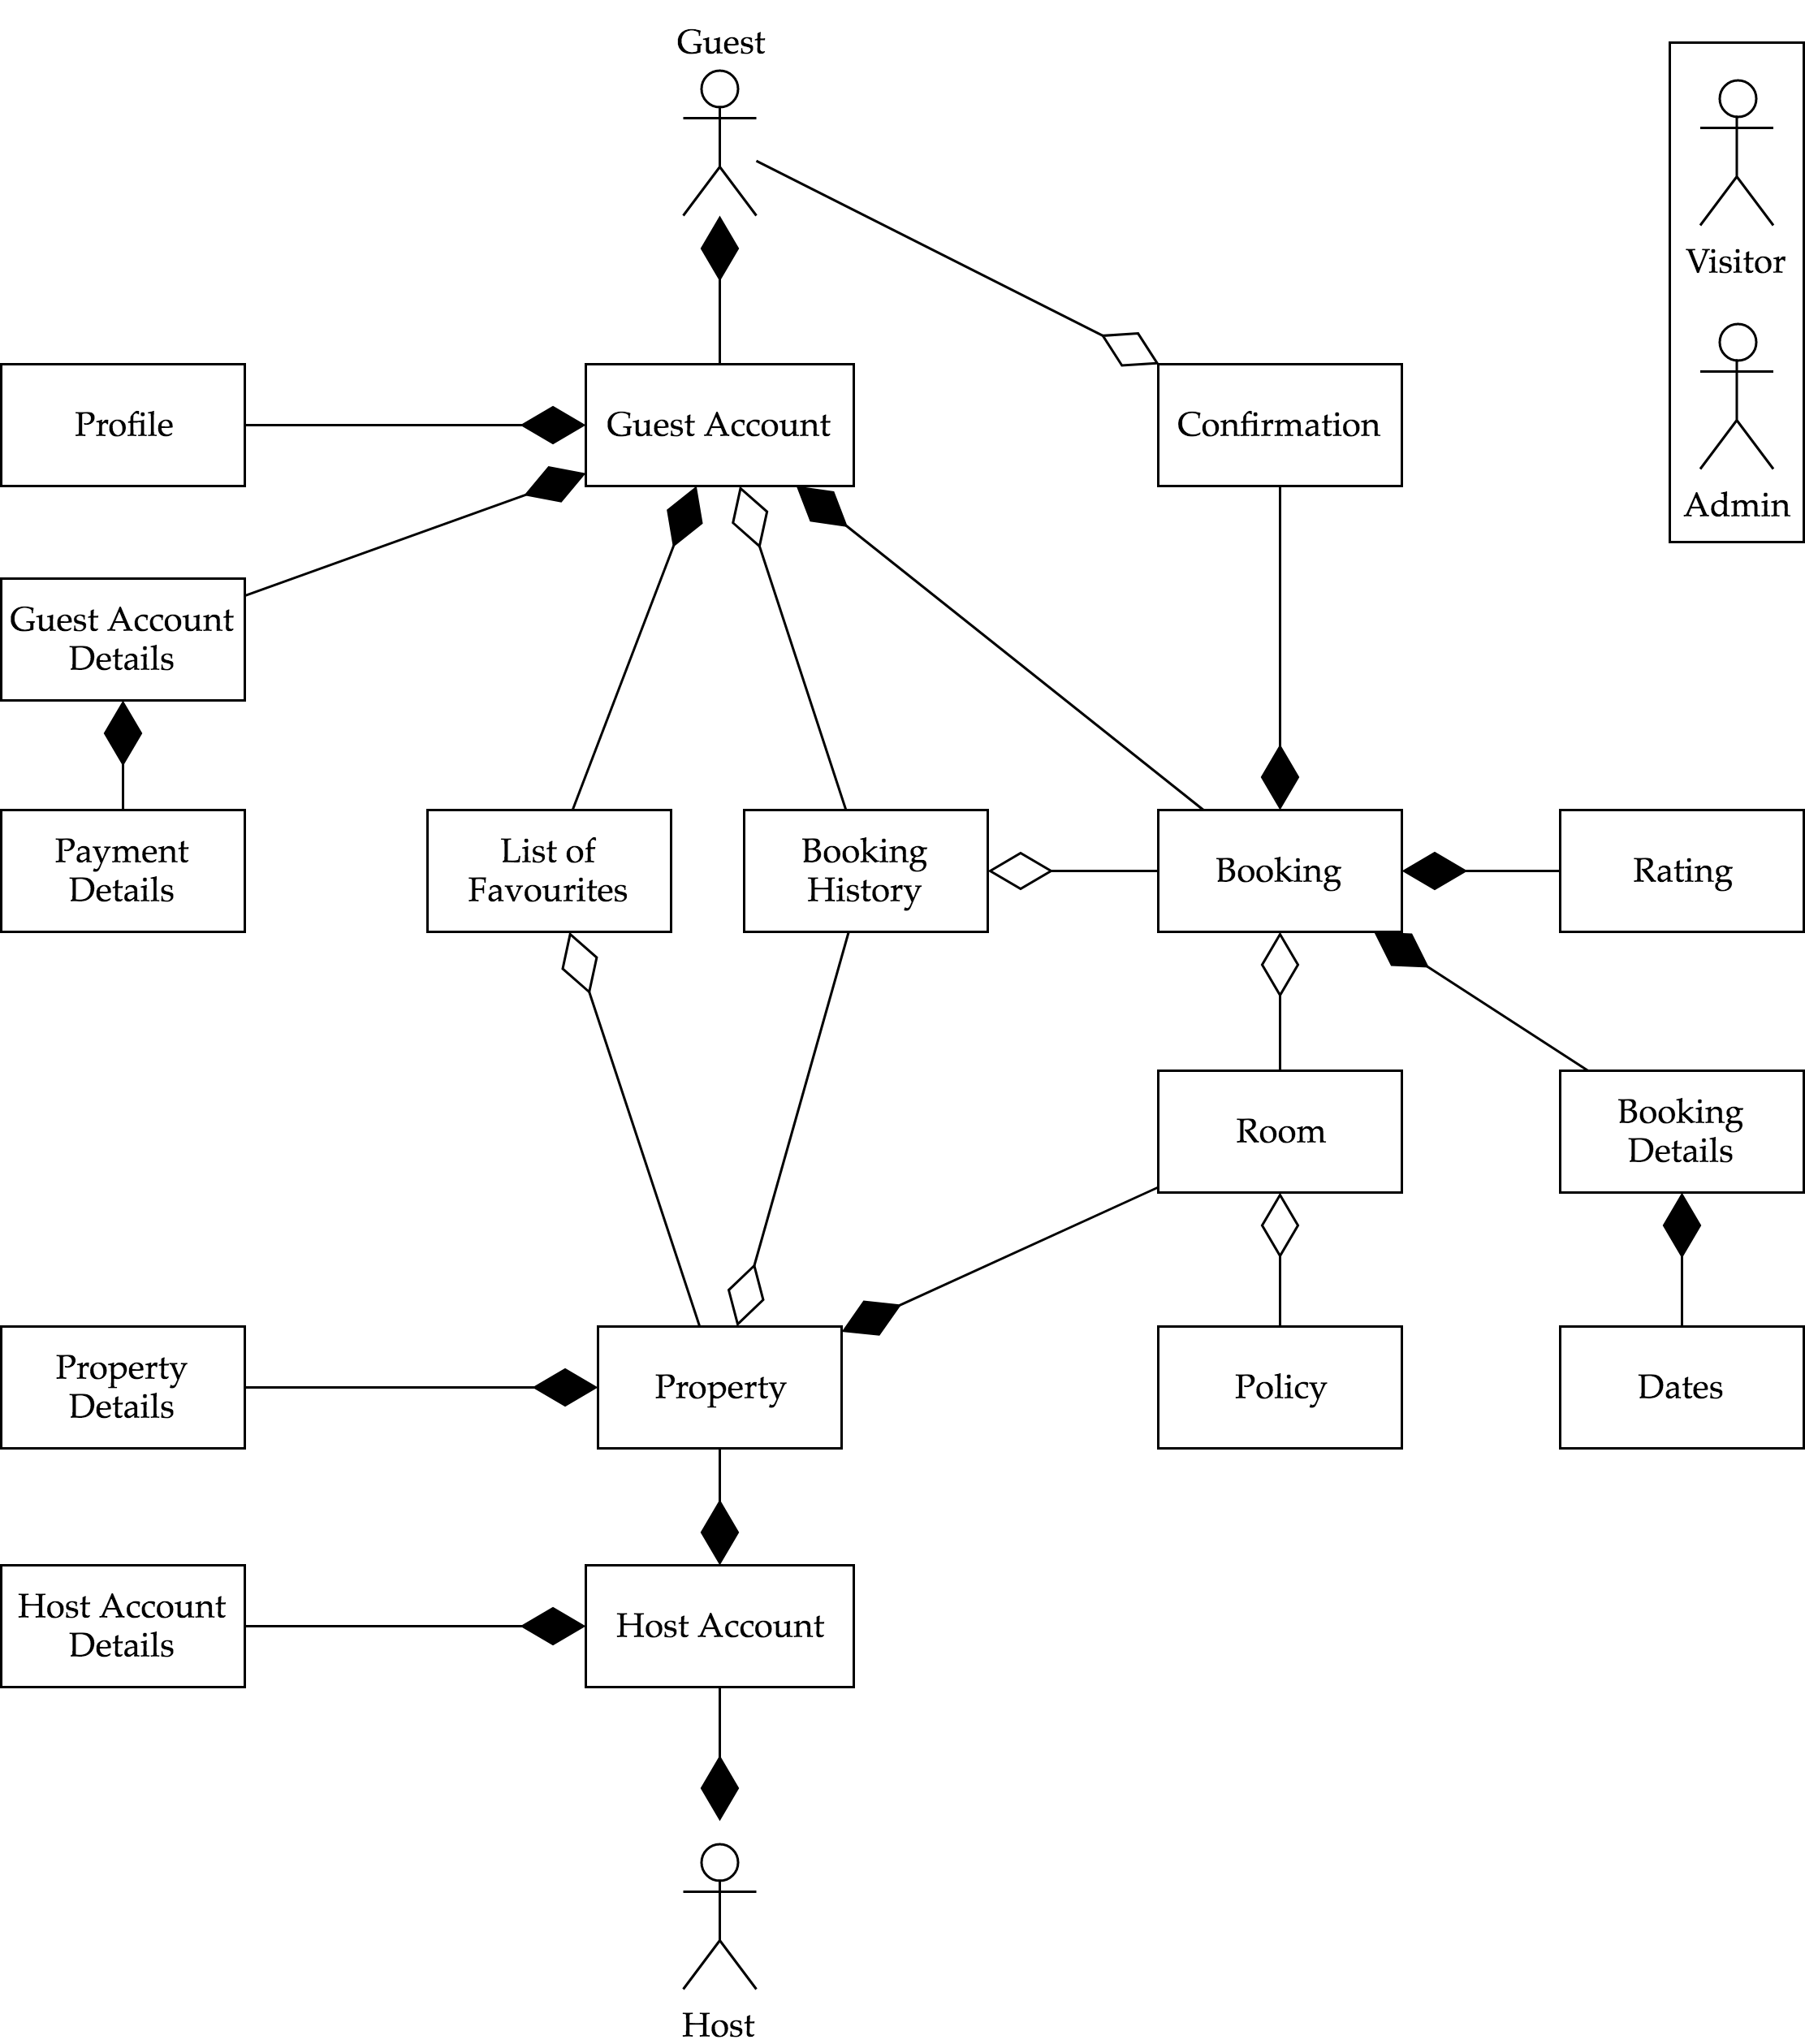 Guest
Visitor
Admin
Profile
Guest Account
Confirmation
Guest Account
Details
Payment
Details
List of
Favourites
Booking
History
Booking
Rating
Room
Booking
Details
Property
Details
Property
Policy
Dates
Host Account
Details
Host Account
Host